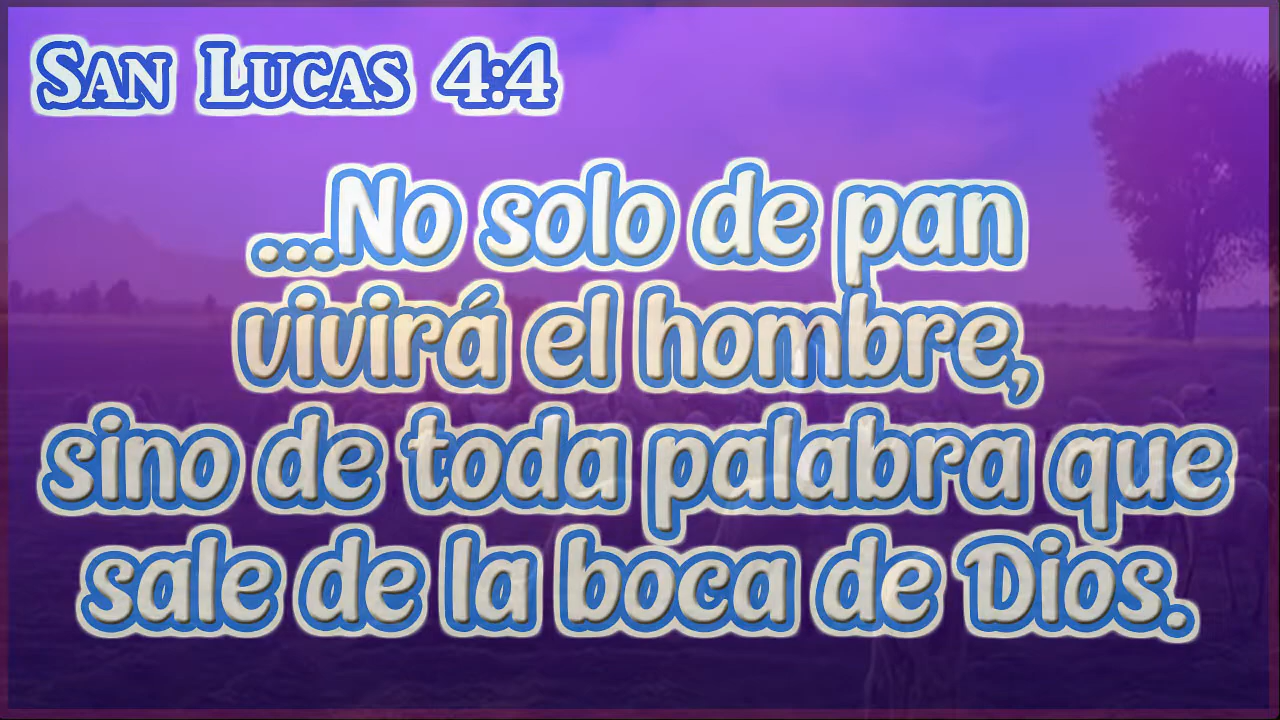 San Lucas 4:4
...No solo de pan
vivirá el hombre,
sino de toda palabra que
sale de la boca de Dios.